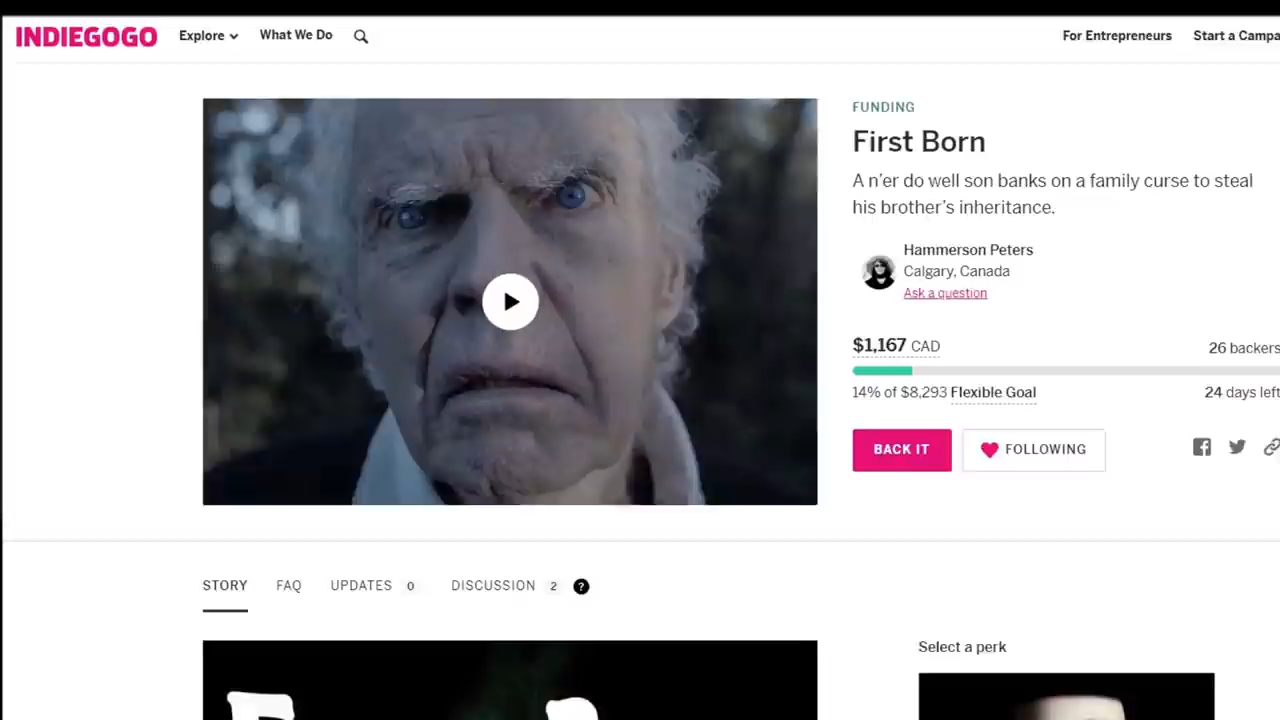 INDIEGOGO Explore What We Do For Entrepreneurs Start a Campa
FUNDING
First Born
A n'er do well son banks on a family curse to steal
his brother's inheritance.
Hammerson Peters
Calgary, Canada
Ask a question
$1,167 CAD 26 backers
14% of $8,293 Flexible Goal 24 days left
BACK IT FOLLOWING
STORY FAQ UPDATES 0 DISCUSSION 2 ?
Select a perk